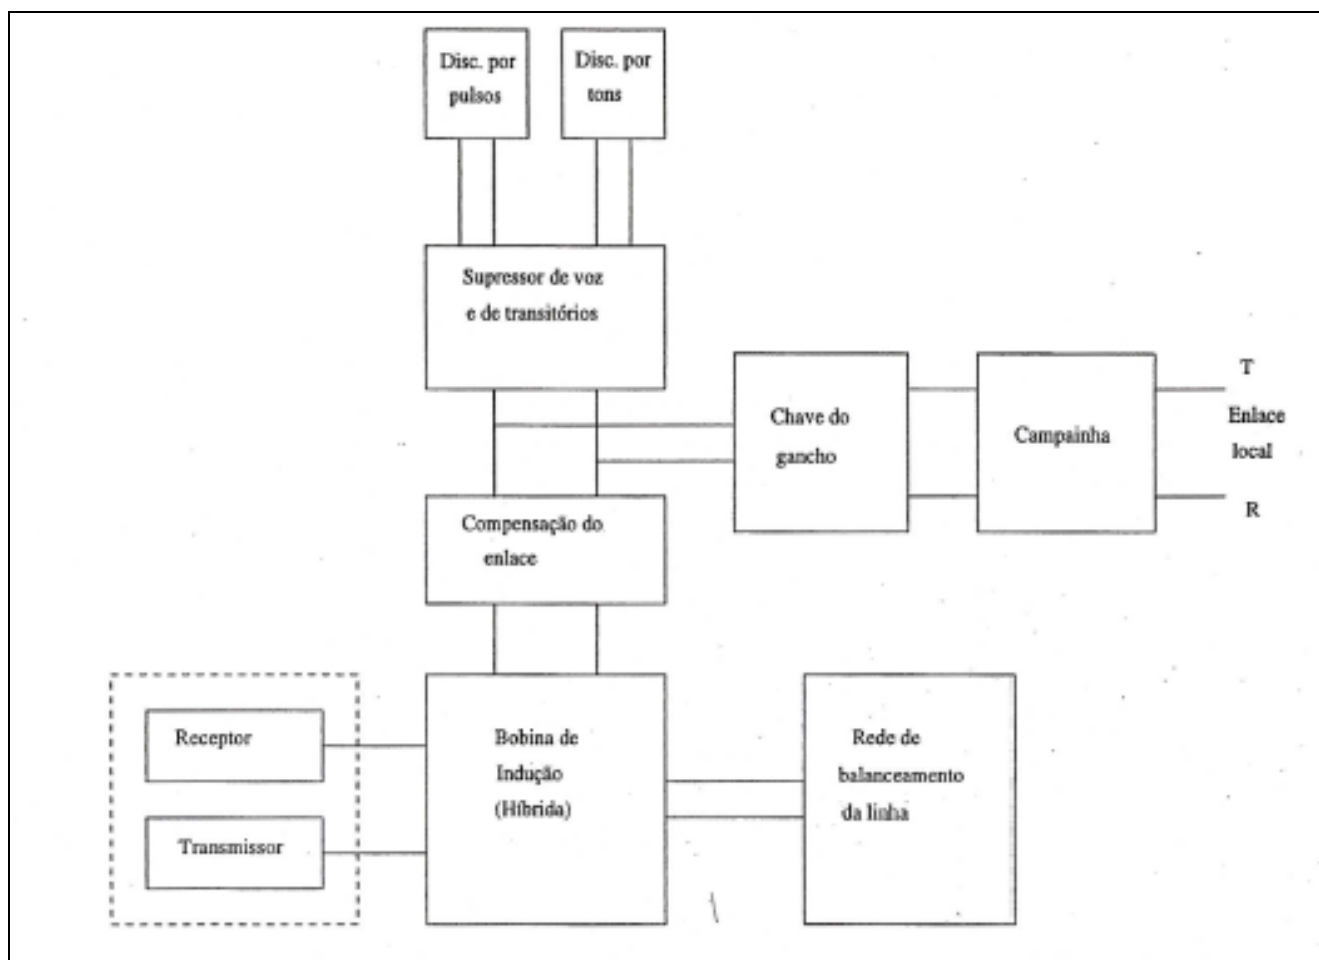 Disc. por
pulsos
Disc. por
tons
Supressor de voz
e de transitórios
Chave do
gancho
Campainha
T
Enlace
local
R
Compensação do
enlace
Receptor
Transmissor
Bobina de
Indução
(Híbrida)
Rede de
balanceamento
da linha